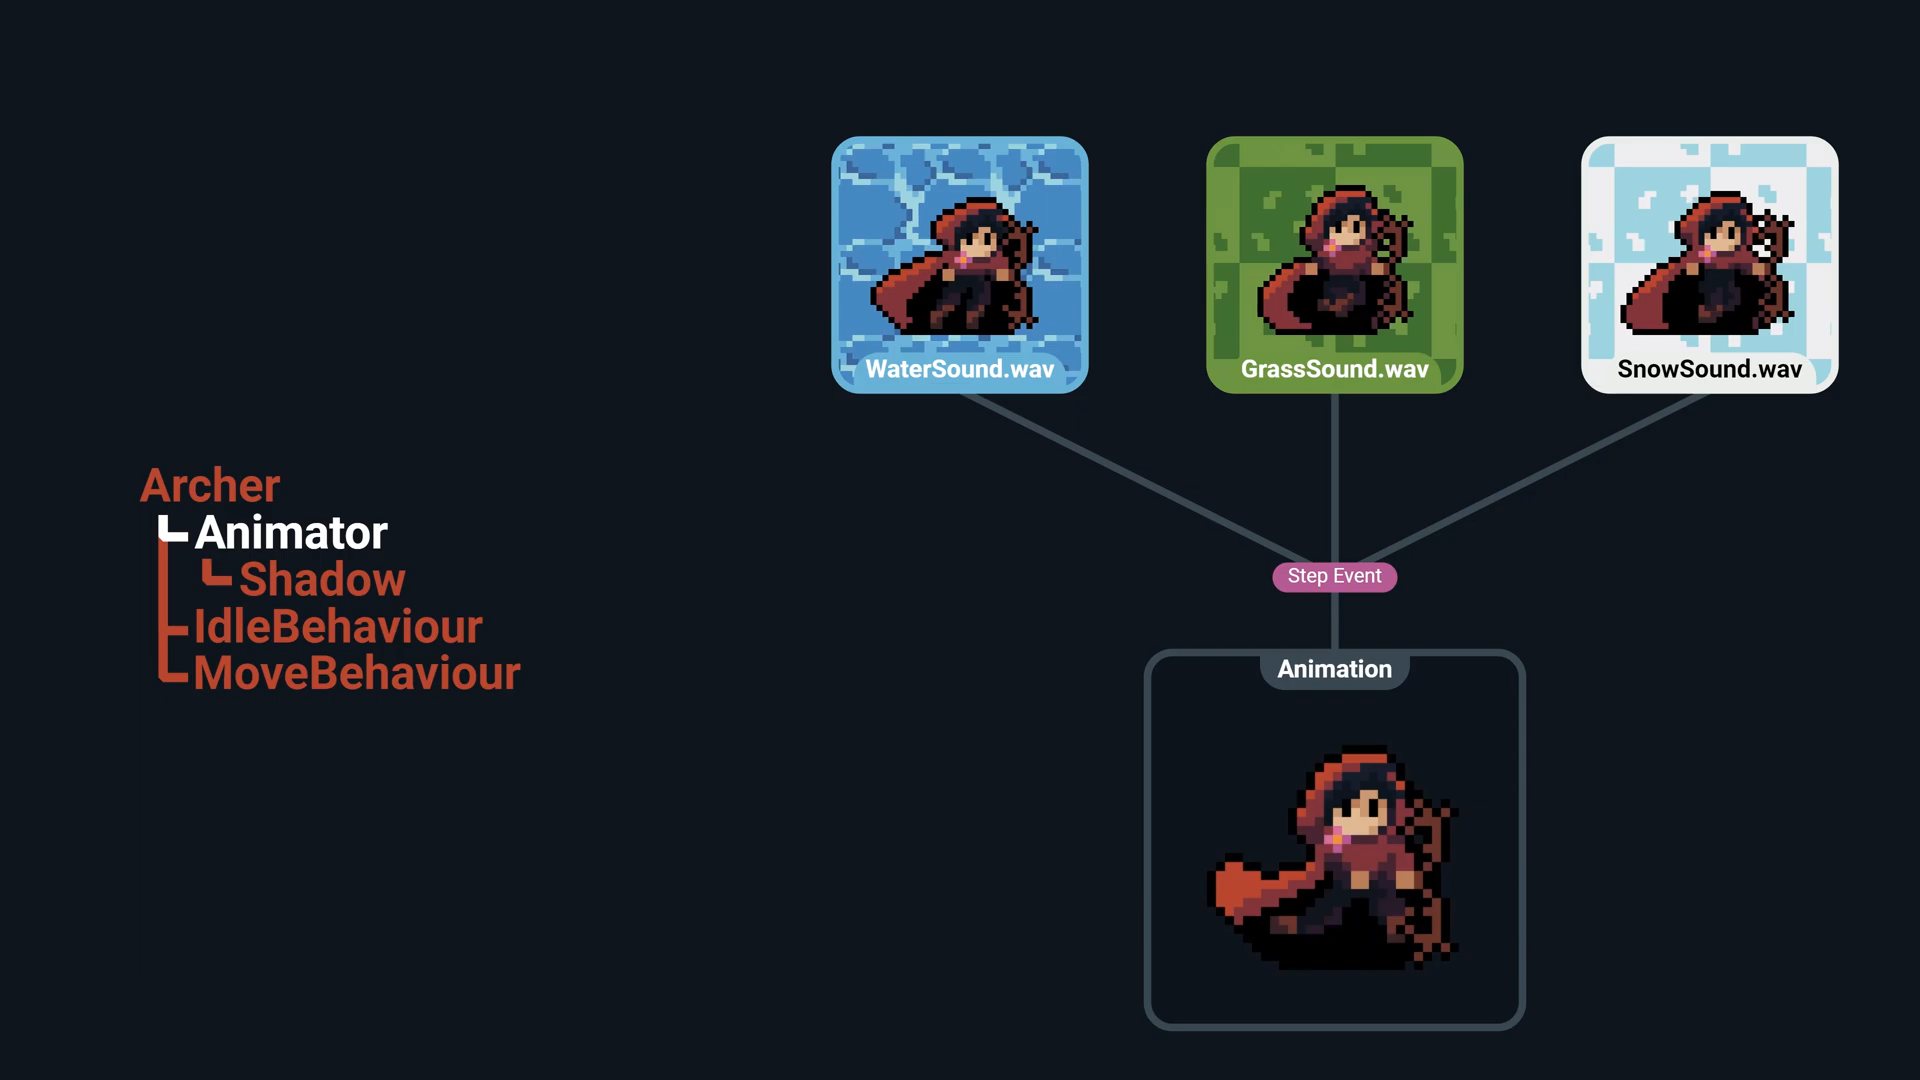 WaterSound.wav
GrassSound.wav
SnowSound.wav
Archer
Animator
Shadow
IdleBehaviour
MoveBehaviour
Step Event
Animation